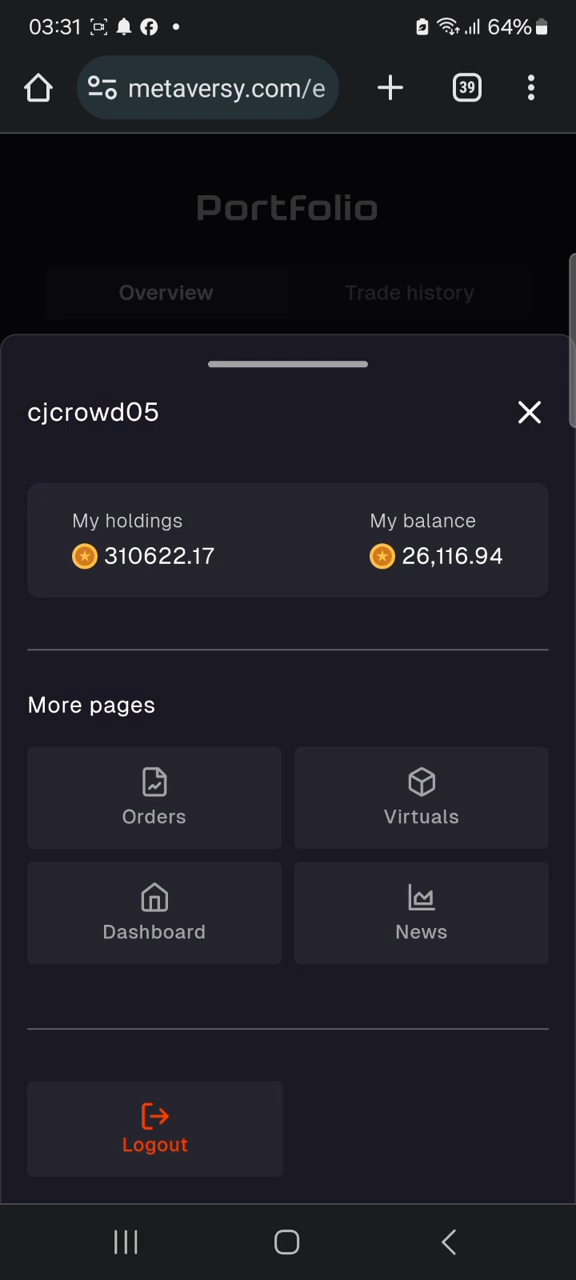 03:31 64%
metaversy.com/e 39
Portfolio
Overview Trade history
cjcrowd05
My holdings My balance
310622.17 26,116.94
More pages
Orders Virtuals
Dashboard News
Logout